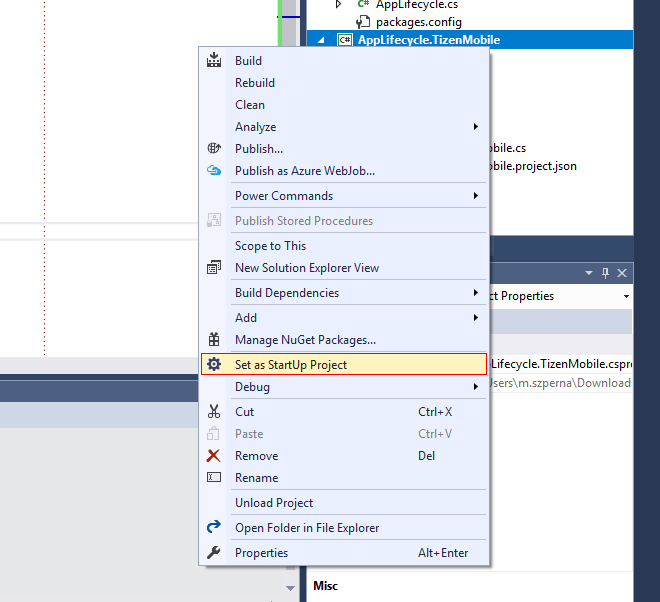 AppLifecycle.cs
packages.config
C# AppLifecycle.TizenMobile
Build
Rebuild
Clean
Analyze
Publish...
Publish as Azure WebJob...
Power Commands
Publish Stored Procedures
Scope to This
New Solution Explorer View
Build Dependencies
Add
Manage NuGet Packages...
Set as StartUp Project
Debug
Cut Ctrl+X
Paste Ctrl+V
Remove Del
Rename
Unload Project
Open Folder in File Explorer
Properties Alt+Enter
obile.cs
obile.project.json
ct Properties
Lifecycle.TizenMobile.cspr
Users\m.szperna\Download
Misc